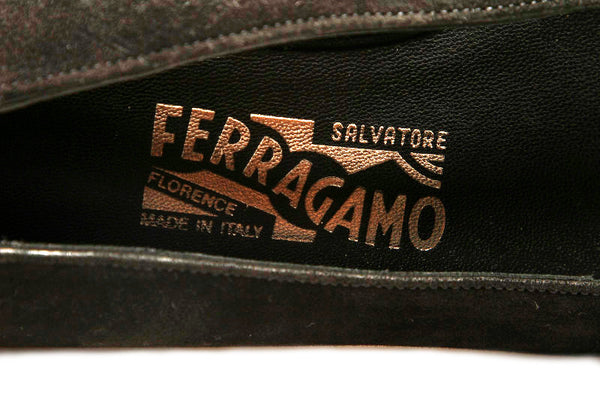 SALVATORE
FERRAGAMO
FLORENCE
MADE IN ITALY